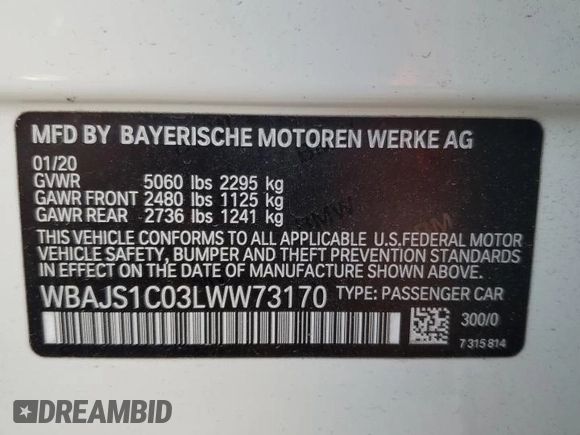 MFD BY BAYERISCHE MOTOREN WERKE AG
01/20
GVWR 5060 lbs 2295 kg
GAWR FRONT 2480 lbs 1125 kg
GAWR REAR 2736 lbs 1241 kg
THIS VEHICLE CONFORMS TO ALL APPLICABLE U.S.FEDERAL MOTOR
VEHICLE SAFETY, BUMPER, AND THEFT PREVENTION STANDARDS
IN EFFECT ON THE DATE OF MANUFACTURE SHOWN ABOVE.
WBAJS1C03LWW73170 TYPE: PASSENGER CAR
300/0
7315814
DREAMBID